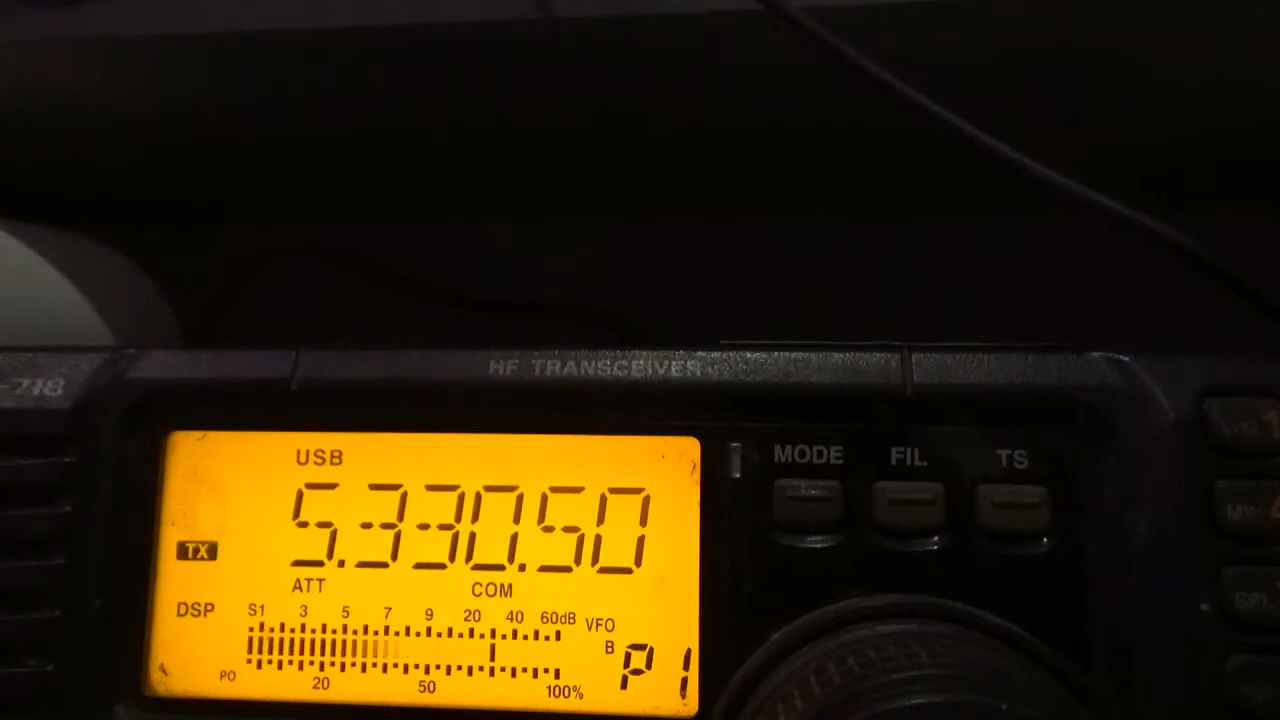 -718
HF TRANSCEIVER
USB
5.330.50
TX
ATT COM
DSP
S1 3 5 7 9 20 40 60dB
VFO
B
P1
PO 20 50 100%
MODE FIL TS
SPL